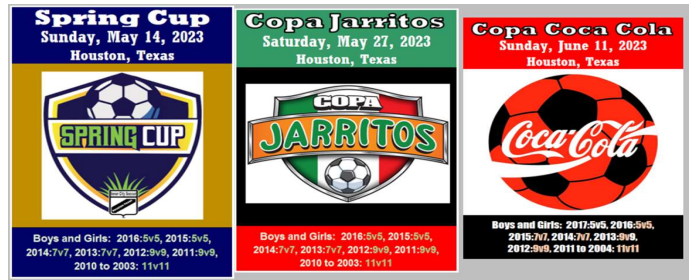 Spring Cup
Sunday, May 14, 2023
Houston, Texas
SPRING CUP
Boys and Girls: 2016:5v5, 2015:5v5,
2014:7v7, 2013:7v7, 2012:9v9, 2011:9v9,
2010 to 2003: 11v11
Copa Jarritos
Saturday, May 27, 2023
Houston, Texas
COPA
JARRITOS
Boys and Girls: 2016:5v5, 2015:5v5,
2014:7v7, 2013:7v7, 2012:9v9, 2011:9v9,
2010 to 2003: 11v11
Copa Coca Cola
Sunday, June 11, 2023
Houston, Texas
Coca-Cola
Boys and Girls: 2017:5v5, 2016:5v5,
2015:7v7, 2014:7v7, 2013:9v9,
2012:9v9, 2011 to 2004: 11v11